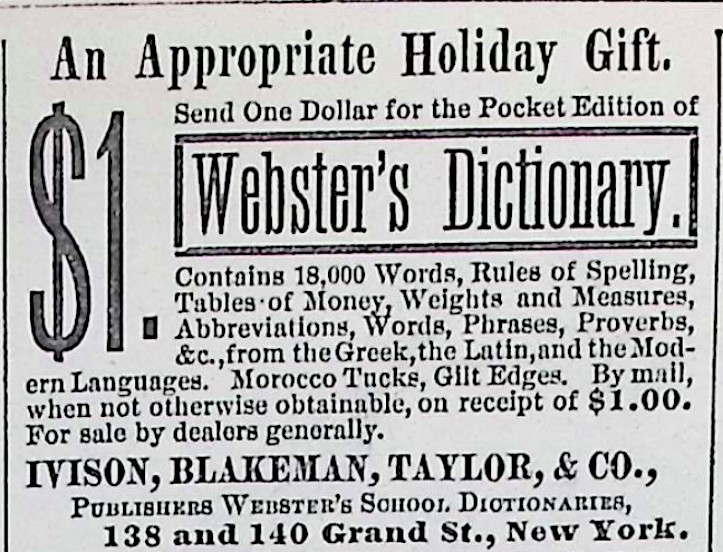 An Appropriate Holiday Gift.
$1.
Send One Dollar for the Pocket Edition of
Webster's Dictionary.
Contains 18,000 Words, Rules of Spelling,
Tables of Money, Weights and Measures,
Abbreviations, Words, Phrases, Proverbs,
&c., from the Greek, the Latin, and the Mod-
ern Languages. Morocco Tucks, Gilt Edges. By mail,
when not otherwise obtainable, on receipt of $1.00.
For sale by dealers generally.
IVISON, BLAKEMAN, TAYLOR, & CO.,
PUBLISHERS WEBSTER'S SCHOOL DICTIONARIES,
138 and 140 Grand St., New York.